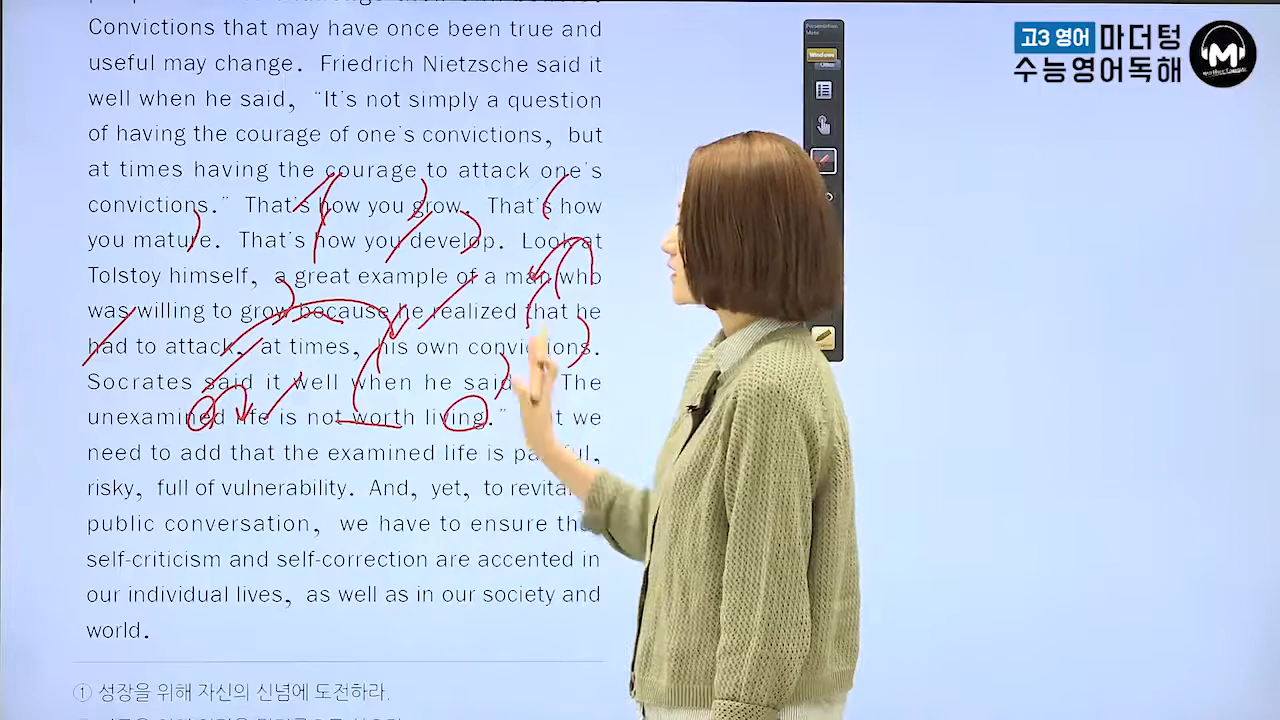 Convictions that may have once been true and
ful may change. Friedrich Nietzsche said it
well when he said, “It's not simply a question
of having the courage of one's convictions, but
at times having the courage to attack one's
convictions.” That's how you grow. That's how
you mature. That's how you develop. Look at
Tolstoy himself, a great example of a man who
was willing to grow because he realized that he
had to attack, at times, his own convictions.
Socrates said it well when he said, The
unexamined life is not worth living.” we
need to add that the examined life is painful,
risky, full of vulnerability. And, yet, to
public conversation, we have to ensure
self-criticism and self-correction are accented in
our individual lives, as well as in our society and
world.
① 성장을 위해 자신의 신념에 도전하라.
Presentation
Windows
Office
고3 영어 마더텅
수능영어독해
M
Mother Tongue